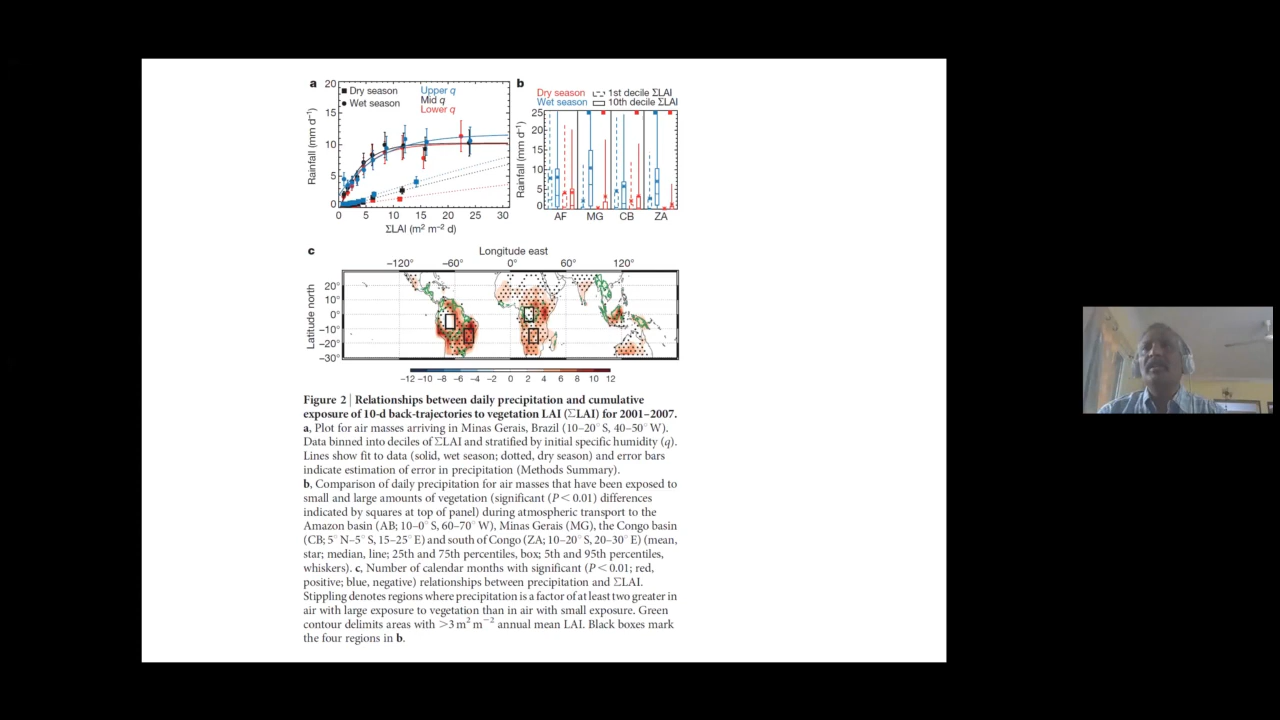 a
20
15
10
5
0
Rainfall (mm d⁻¹)
Dry season
Wet season
Upper q
Mid q
Lower q
0 5 10 15 20 25 30
ΣLAI (m² m⁻² d)
b
Dry season
Wet season
1st decile ΣLAI
10th decile ΣLAI
25
20
15
10
5
0
Rainfall (mm d⁻¹)
AF MG CB ZA
c
Longitude east
−120° −60° 0° 60° 120°
Latitude north
20°
10°
0°
−10°
−20°
−30°
−12 −10 −8 −6 −4 −2 0 2 4 6 8 10 12
Figure 2 | Relationships between daily precipitation and cumulative
exposure of 10-d back-trajectories to vegetation LAI (ΣLAI) for 2001–2007.
a, Plot for air masses arriving in Minas Gerais, Brazil (10–20° S, 40–50° W).
Data binned into deciles of ΣLAI and stratified by initial specific humidity (q).
Lines show fit to data (solid, wet season; dotted, dry season) and error bars
indicate estimation of error in precipitation (Methods Summary).
b, Comparison of daily precipitation for air masses that have been exposed to
small and large amounts of vegetation (significant (P < 0.01) differences
indicated by squares at top of panel) during atmospheric transport to the
Amazon basin (AB; 10–0° S, 60–70° W), Minas Gerais (MG), the Congo basin
(CB; 5° N–5° S, 15–25° E) and south of Congo (ZA; 10–20° S, 20–30° E) (mean,
star; median, line; 25th and 75th percentiles, box; 5th and 95th percentiles,
whiskers). c, Number of calendar months with significant (P < 0.01; red,
positive; blue, negative) relationships between precipitation and ΣLAI.
Stippling denotes regions where precipitation is a factor of at least two greater in
air with large exposure to vegetation than in air with small exposure. Green
contour delimits areas with >3 m² m⁻² annual mean LAI. Black boxes mark
the four regions in b.